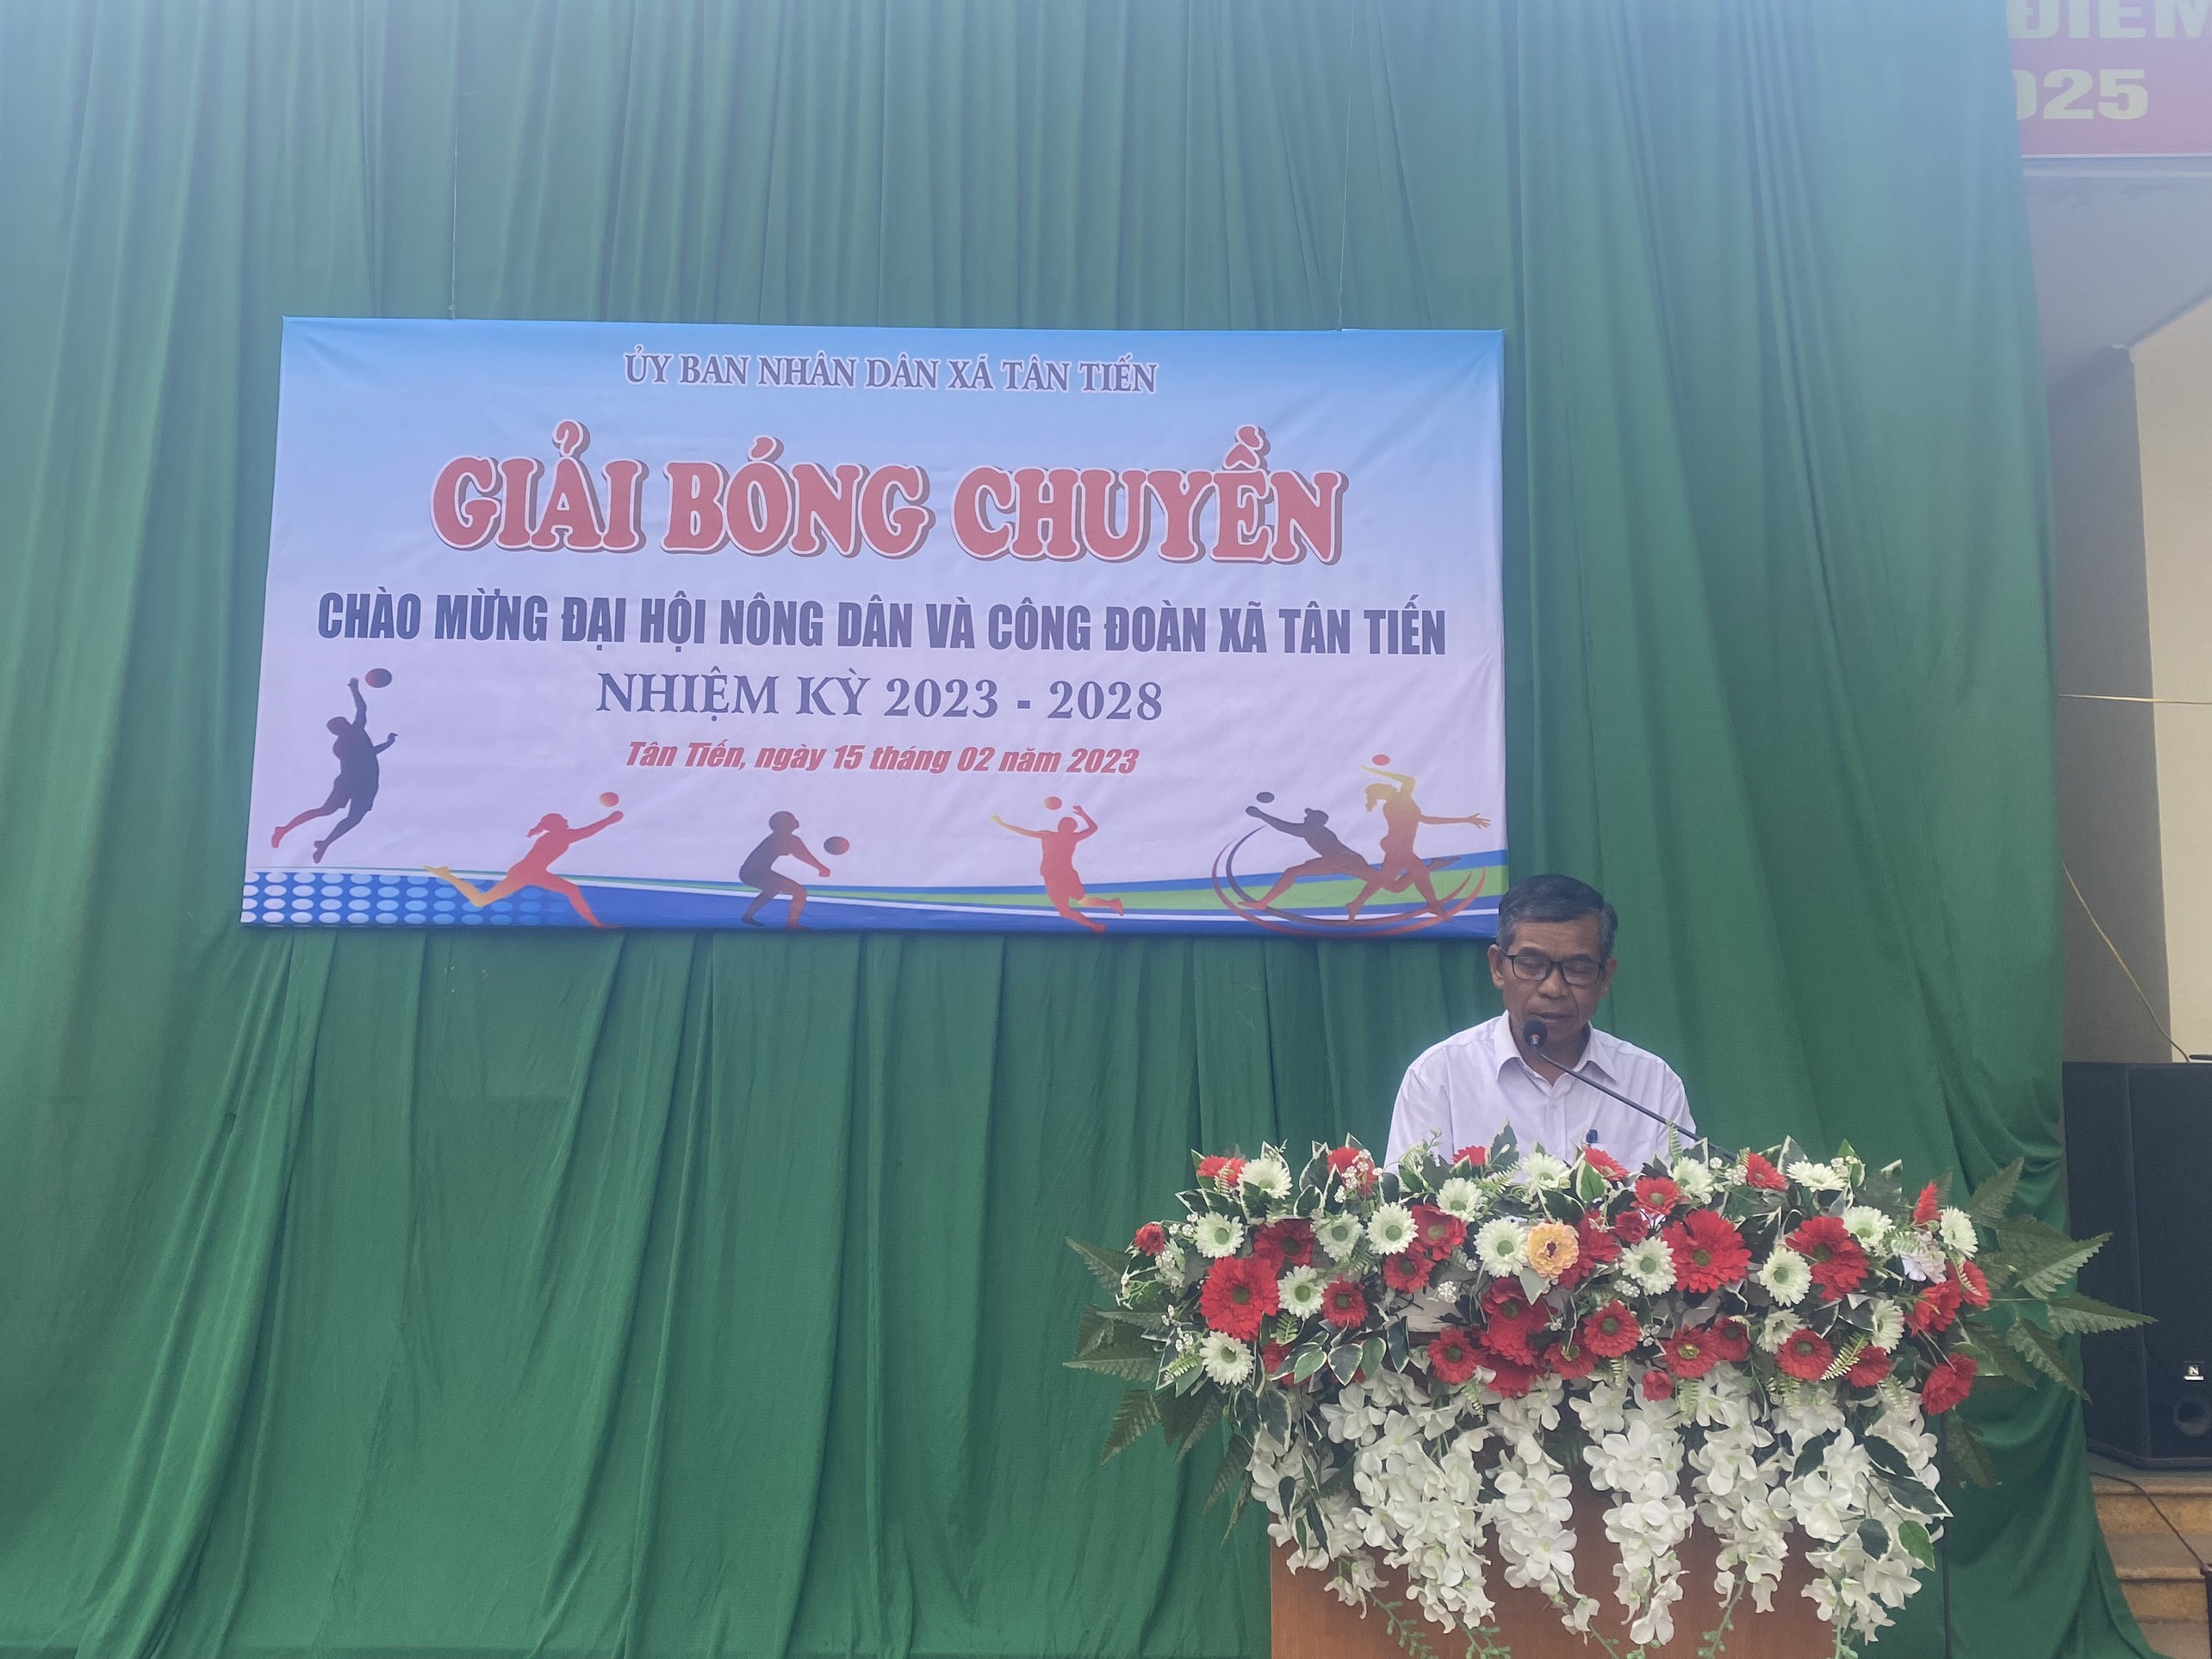 ĐIỂM
025
ỦY BAN NHÂN DÂN XÃ TÂN TIẾN
GIẢI BÓNG CHUYỀN
CHÀO MỪNG ĐẠI HỘI NÔNG DÂN VÀ CÔNG ĐOÀN XÃ TÂN TIẾN
NHIỆM KỲ 2023 - 2028
Tân Tiến, ngày 15 tháng 02 năm 2023
N